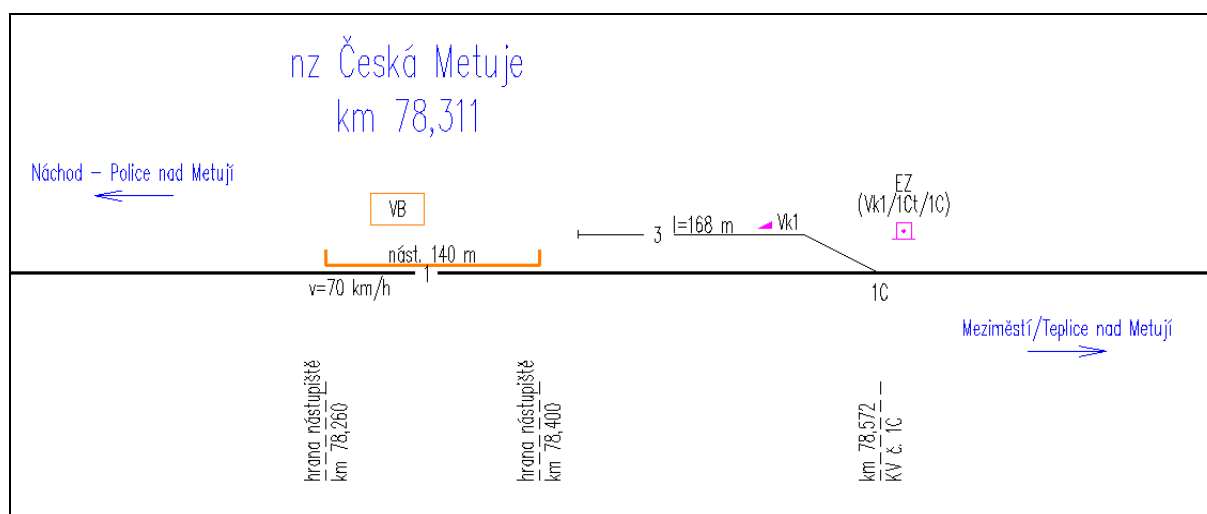 nz Česká Metuje
km 78,311
Náchod – Police nad Metují
VB
EZ
(Vk1/1Ct/1C)
3 l=168 m Vk1
nást. 140 m
1
v=70 km/h
1C
Meziměstí/Teplice nad Metují
hrana nástupiště
km 78,260
hrana nástupiště
km 78,400
km 78,572
KV č. 1C